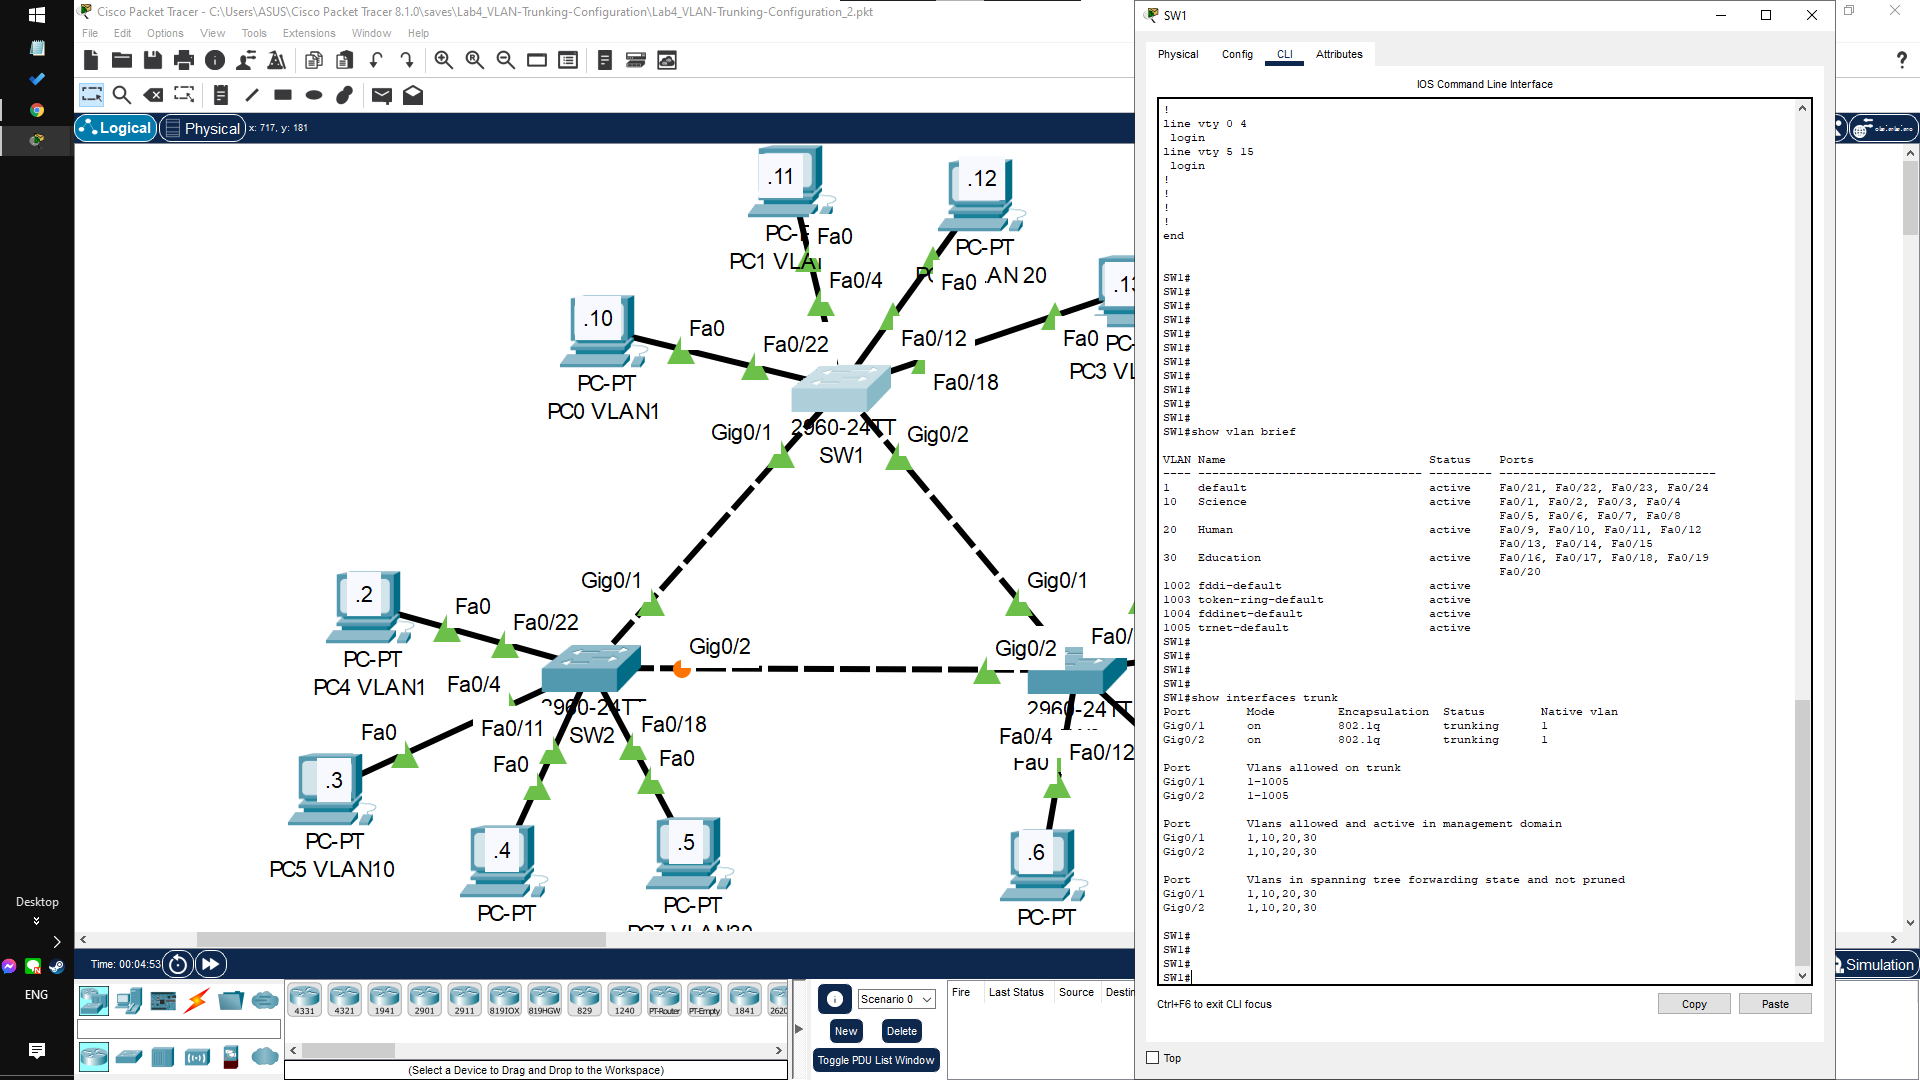 Cisco Packet Tracer - C:\Users\ASUS\Cisco Packet Tracer 8.1.0\saves\Lab4_VLAN-Trunking-Configuration\Lab4_VLAN-Trunking-Configuration_2.pkt
File Edit Options View Tools Extensions Window Help
Logical Physical x: 717, y: 181
.11
PC1
Fa0
Fa0/4
.12
PC-PT
AN 20
Fa0
Fa0/12
.10
PC-PT
PC0 VLAN1
Fa0
Fa0/22
Fa0
PC3
Fa0/18
2960-24TT
SW1
Gig0/1
Gig0/2
Gig0/1
Gig0/1
.2
PC-PT
PC4 VLAN1
Fa0
Fa0/22
Gig0/2
Gig0/2
Fa0/4
Fa0/11
2960-24TT
SW2
Fa0/18
Fa0
.3
PC-PT
PC5 VLAN10
Fa0
.4
PC-PT
Fa0
.5
PC-PT
2960-24TT
Fa0/4
Fa0
Fa0/12
.6
PC-PT
Time: 00:04:53
4331 4321 1941 2901 2911 819IOX 819HGW 829 1240 PT-Router PT-Empty 1841
(Select a Device to Drag and Drop to the Workspace)
Scenario 0
New Delete
Toggle PDU List Window
Fire Last Status Source
Simulation
Desktop
ENG
SW1
Physical Config CLI Attributes
IOS Command Line Interface
!
line vty 0 4
login
line vty 5 15
login
!
!
!
!
end
SW1#
SW1#
SW1#
SW1#
SW1#
SW1#
SW1#
SW1#
SW1#
SW1#
SW1#
SW1#show vlan brief
VLAN Name Status Ports
---- -------------------------------- --------- -------------------------------
1 default active Fa0/21, Fa0/22, Fa0/23, Fa0/24
10 Science active Fa0/1, Fa0/2, Fa0/3, Fa0/4
Fa0/5, Fa0/6, Fa0/7, Fa0/8
20 Human active Fa0/9, Fa0/10, Fa0/11, Fa0/12
Fa0/13, Fa0/14, Fa0/15
30 Education active Fa0/16, Fa0/17, Fa0/18, Fa0/19
Fa0/20
1002 fddi-default active
1003 token-ring-default active
1004 fddinet-default active
1005 trnet-default active
SW1#
SW1#
SW1#
SW1#
SW1#show interfaces trunk
Port Mode Encapsulation Status Native vlan
Gig0/1 on 802.1q trunking 1
Gig0/2 on 802.1q trunking 1
Port Vlans allowed on trunk
Gig0/1 1-1005
Gig0/2 1-1005
Port Vlans allowed and active in management domain
Gig0/1 1,10,20,30
Gig0/2 1,10,20,30
Port Vlans in spanning tree forwarding state and not pruned
Gig0/1 1,10,20,30
Gig0/2 1,10,20,30
SW1#
SW1#
SW1#
SW1#
Ctrl+F6 to exit CLI focus
Copy Paste
Top